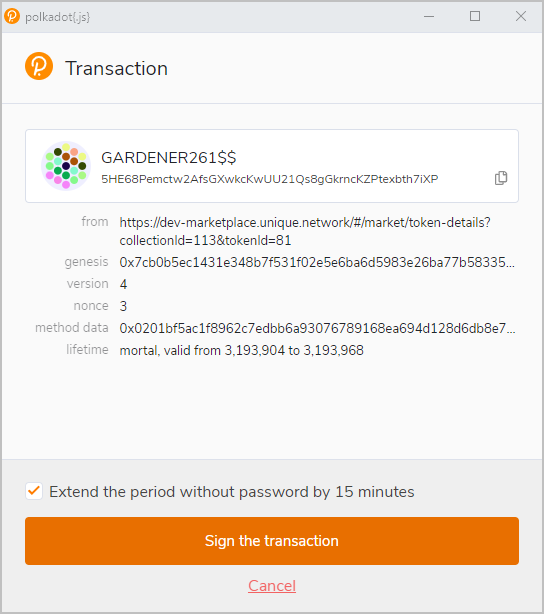 polkadot{.js}
Transaction
GARDENER261$$
5HE68Pemctw2AfsGXwkcKwUU21Qs8gGkrncKZPtexbth7iXP
from https://dev-marketplace.unique.network/#/market/token-details?
collectionId=113&tokenId=81
genesis 0x7cb0b5ec1431e348b7f531f02e5e6ba6d5983e26ba77b58335...
version 4
nonce 3
method data 0x0201bf5ac1f8962c7edbb6a93076789168ea694d128d6db8e7...
lifetime mortal, valid from 3,193,904 to 3,193,968
Extend the period without password by 15 minutes
Sign the transaction
Cancel